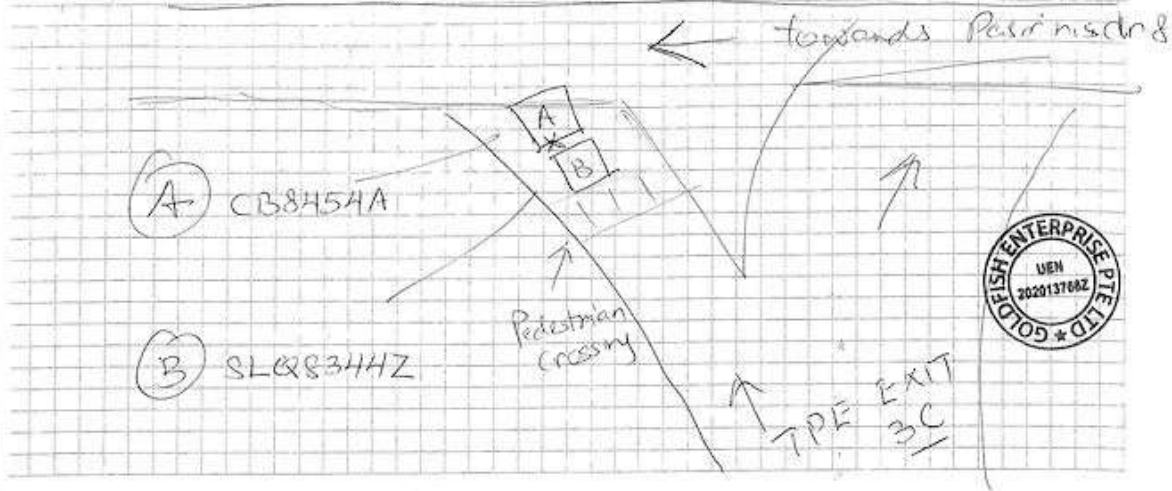 ← towards Pasir ris dr 8
A
B
A CB8454A
Pedestrian
crossing
B SLQ8344Z
TPE EXIT
3C
GOLDFISH ENTERPRISE PTE LTD
UEN
202013768Z